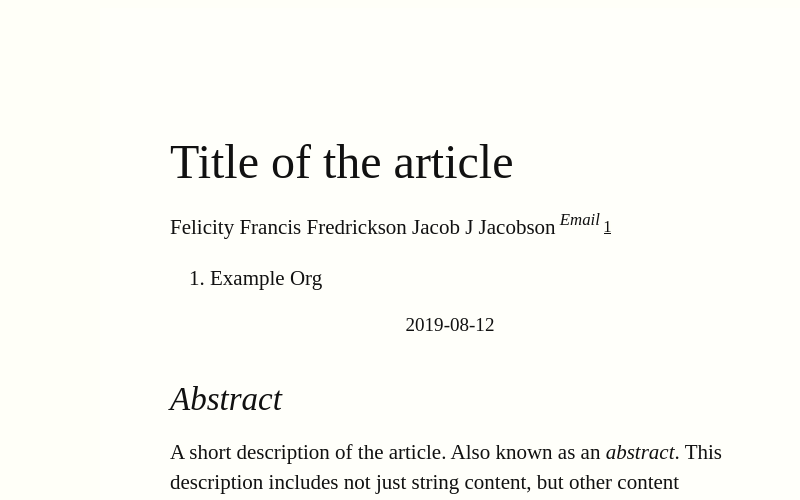 Title of the article
Felicity Francis Fredrickson Jacob J Jacobson Email 1
1. Example Org
2019-08-12
Abstract
A short description of the article. Also known as an abstract. This
description includes not just string content, but other content